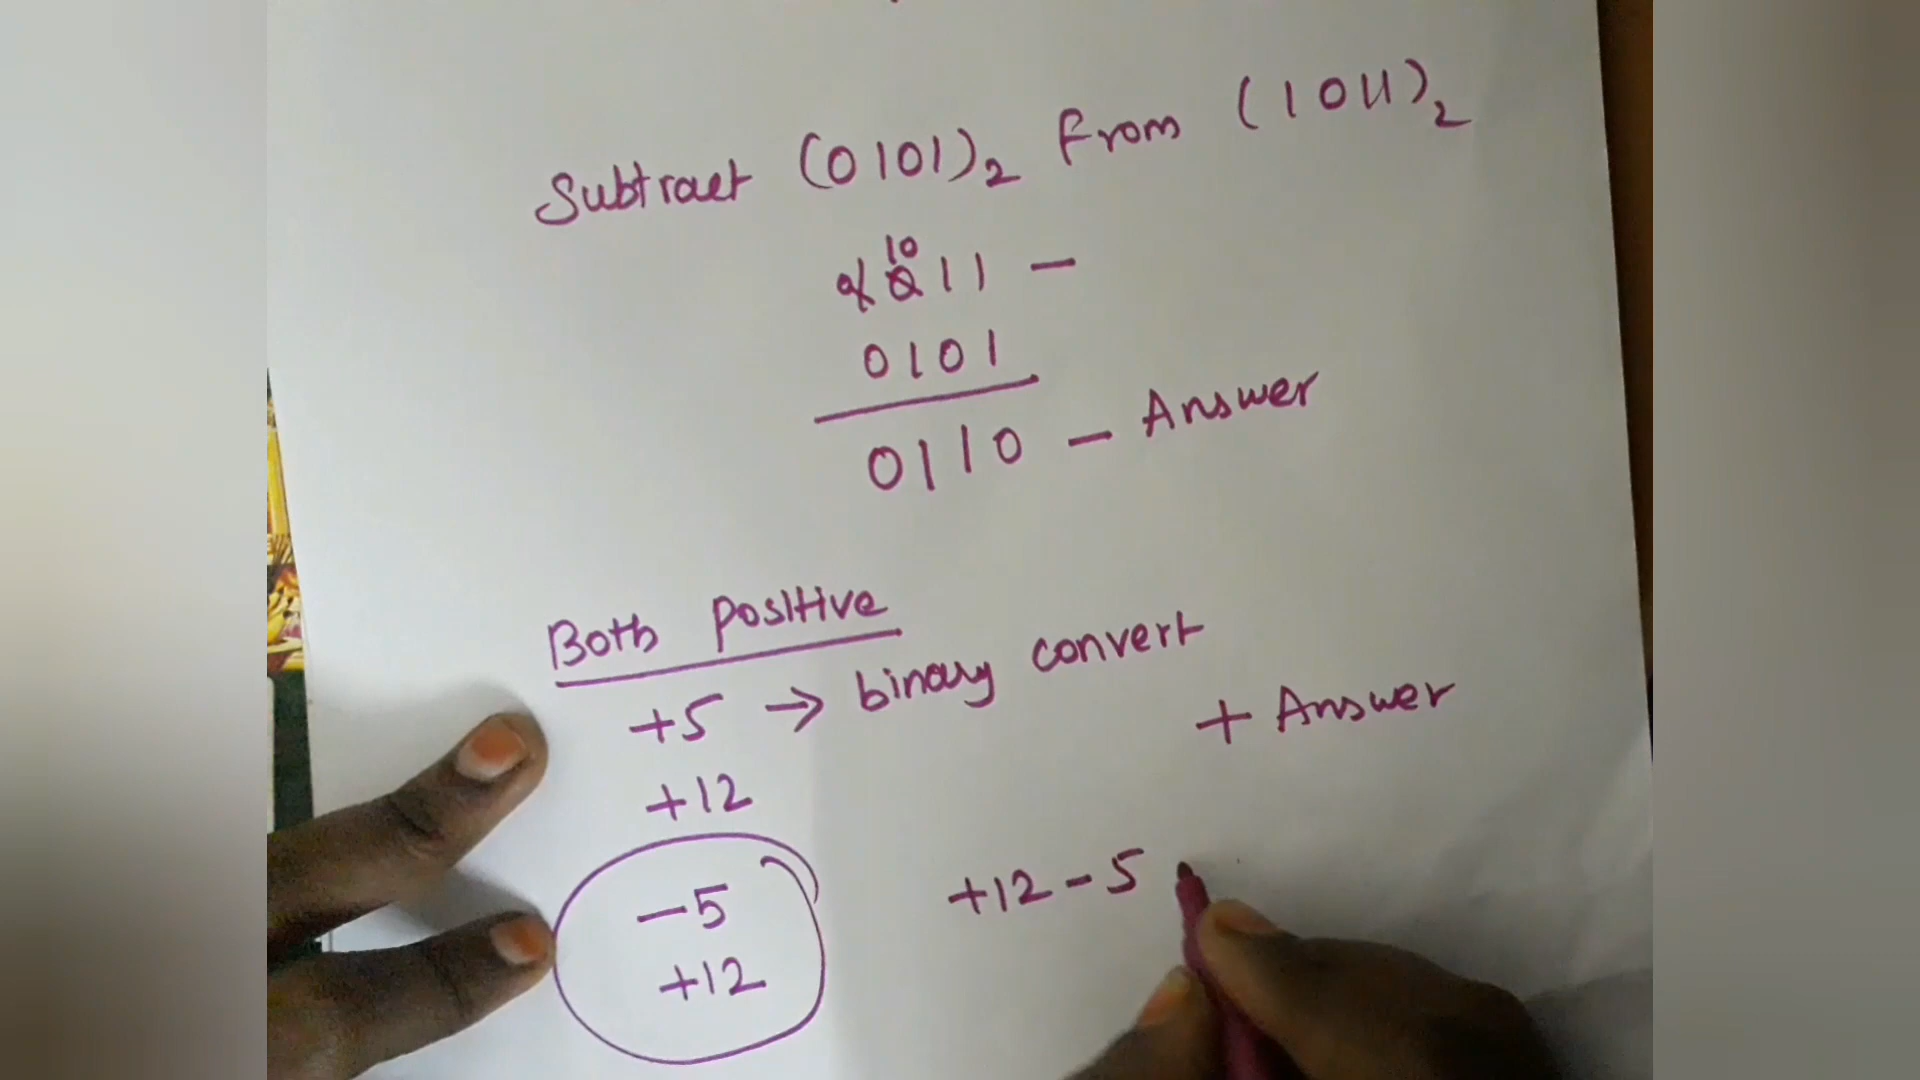 Subtract (0101)₂ from (1011)₂
10
1011 −
0101
0110 − Answer
Both positive
+5 → binary convert
+ Answer
+12
−5
+12 − 5
+12